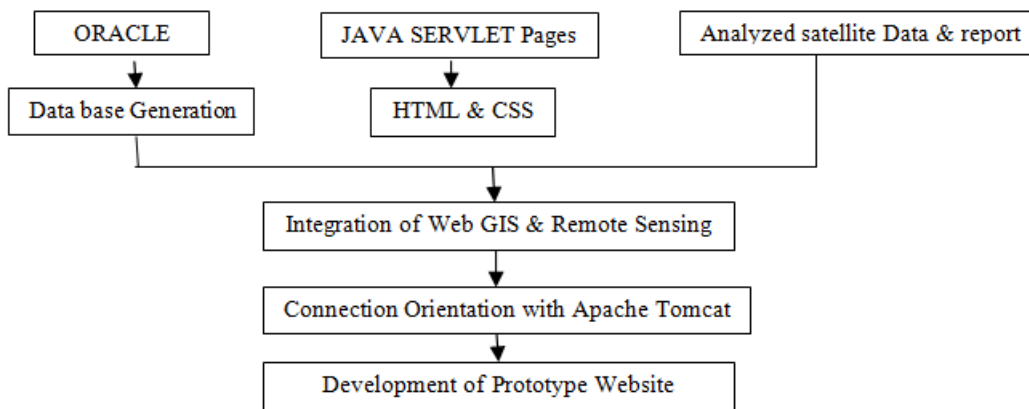 ORACLE
JAVA SERVLET Pages
Analyzed satellite Data & report
Data base Generation
HTML & CSS
Integration of Web GIS & Remote Sensing
Connection Orientation with Apache Tomcat
Development of Prototype Website